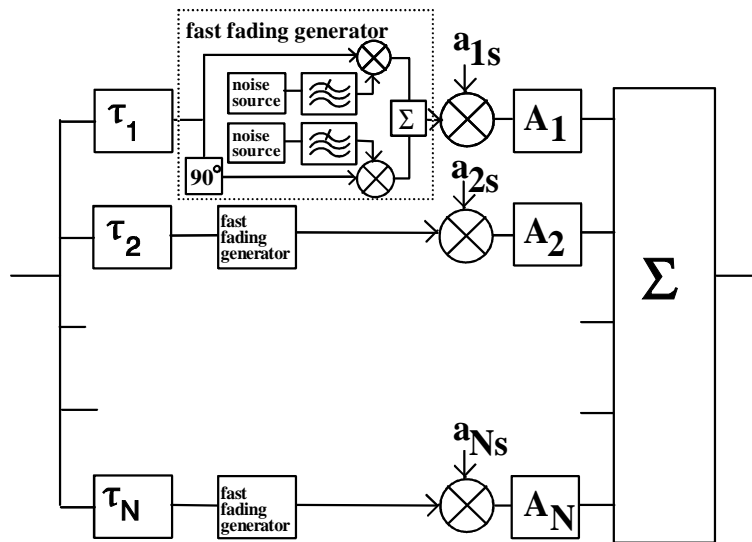 fast fading generator
a1s
noise
source
τ1
Σ
A1
noise
source
90°
a2s
τ2
fast
fading
generator
A2
Σ
aNs
τN
fast
fading
generator
AN